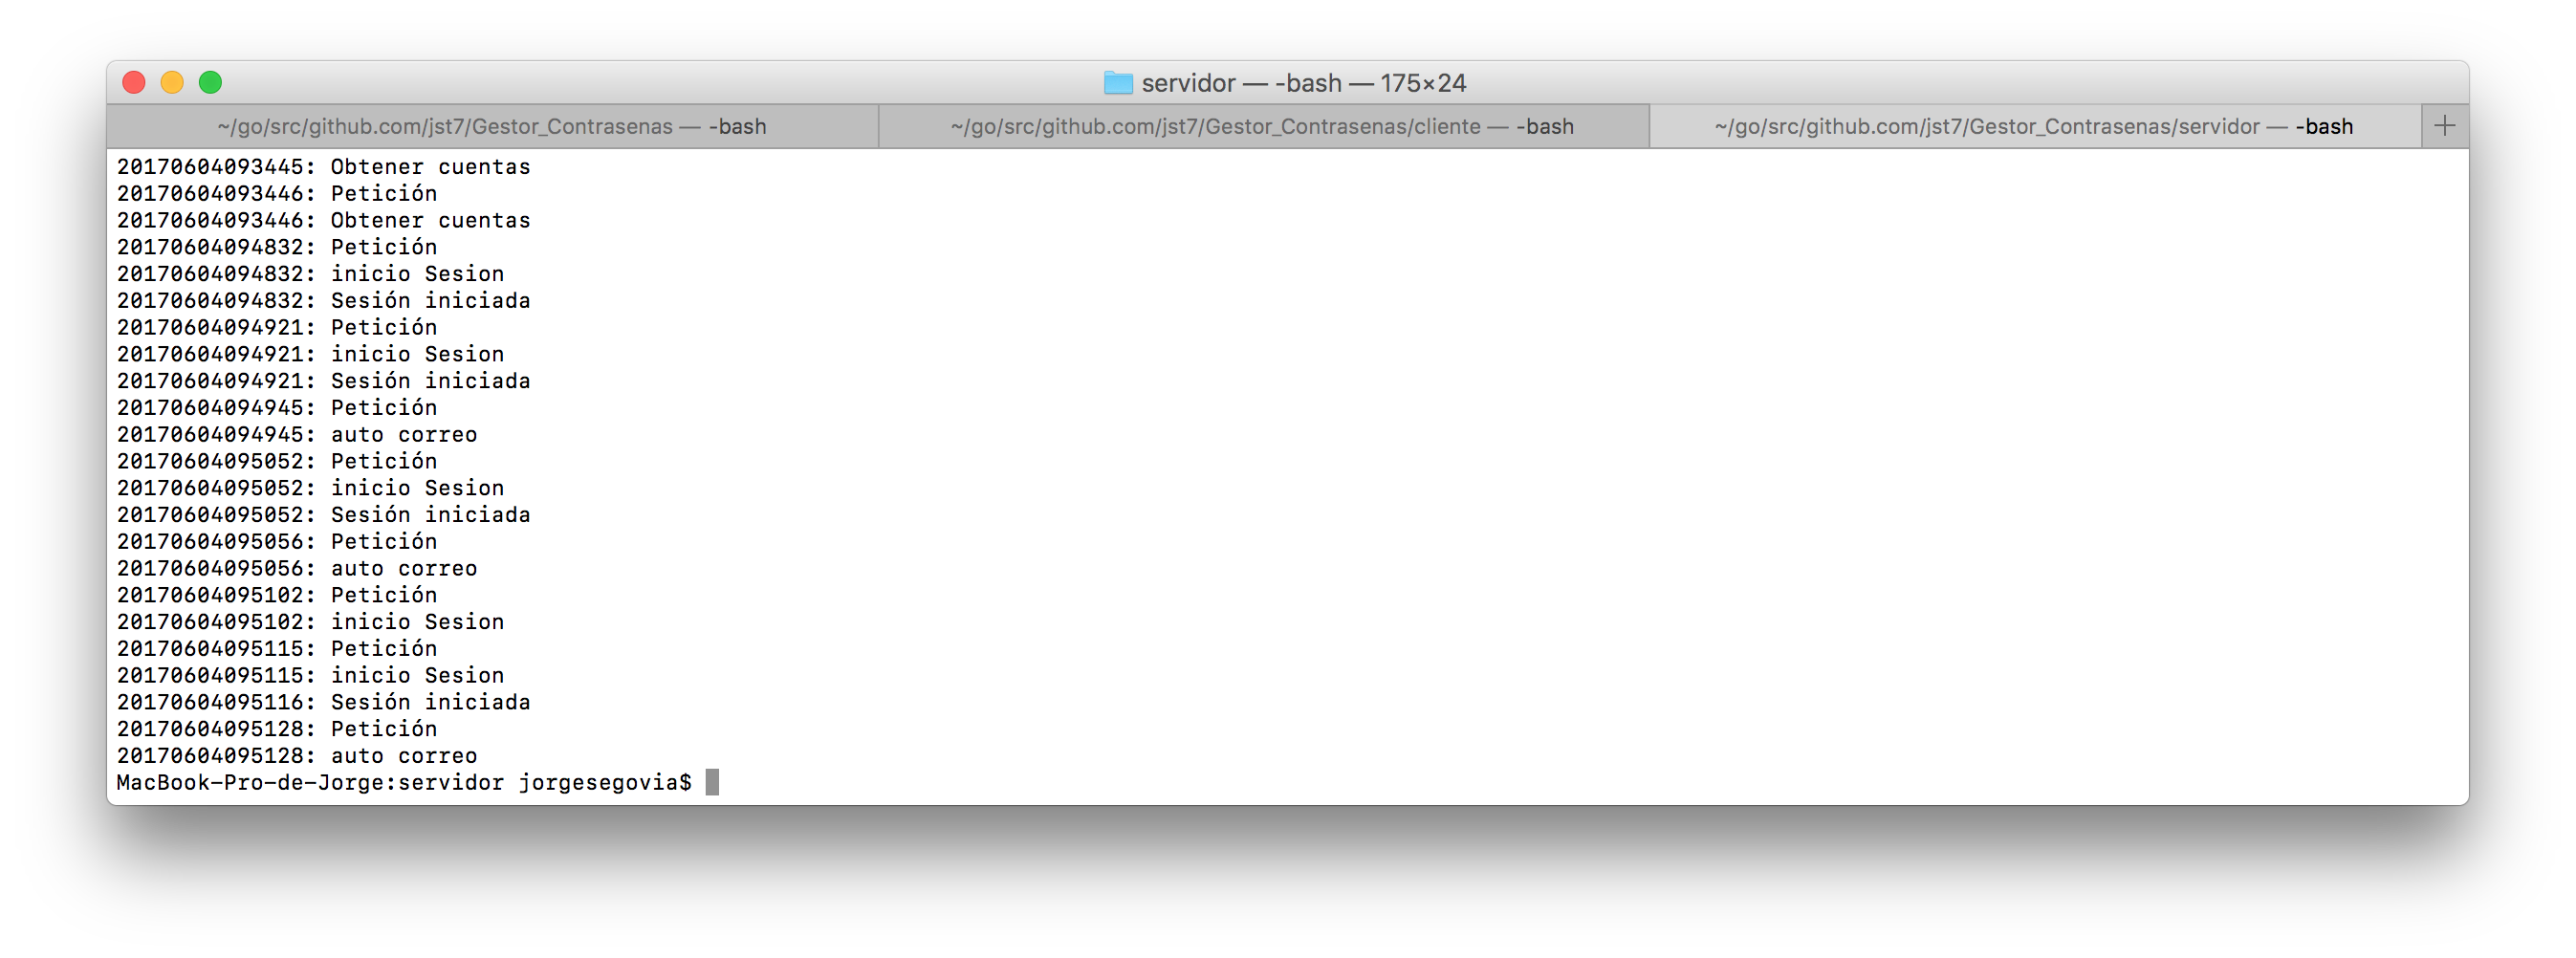 servidor — -bash — 175×24
~/go/src/github.com/jst7/Gestor_Contrasenas — -bash
~/go/src/github.com/jst7/Gestor_Contrasenas/cliente — -bash
~/go/src/github.com/jst7/Gestor_Contrasenas/servidor — -bash
20170604093445: Obtener cuentas
20170604093446: Petición
20170604093446: Obtener cuentas
20170604094832: Petición
20170604094832: inicio Sesion
20170604094832: Sesión iniciada
20170604094921: Petición
20170604094921: inicio Sesion
20170604094921: Sesión iniciada
20170604094945: Petición
20170604094945: auto correo
20170604095052: Petición
20170604095052: inicio Sesion
20170604095052: Sesión iniciada
20170604095056: Petición
20170604095056: auto correo
20170604095102: Petición
20170604095102: inicio Sesion
20170604095115: Petición
20170604095115: inicio Sesion
20170604095116: Sesión iniciada
20170604095128: Petición
20170604095128: auto correo
MacBook-Pro-de-Jorge:servidor jorgesegovia$